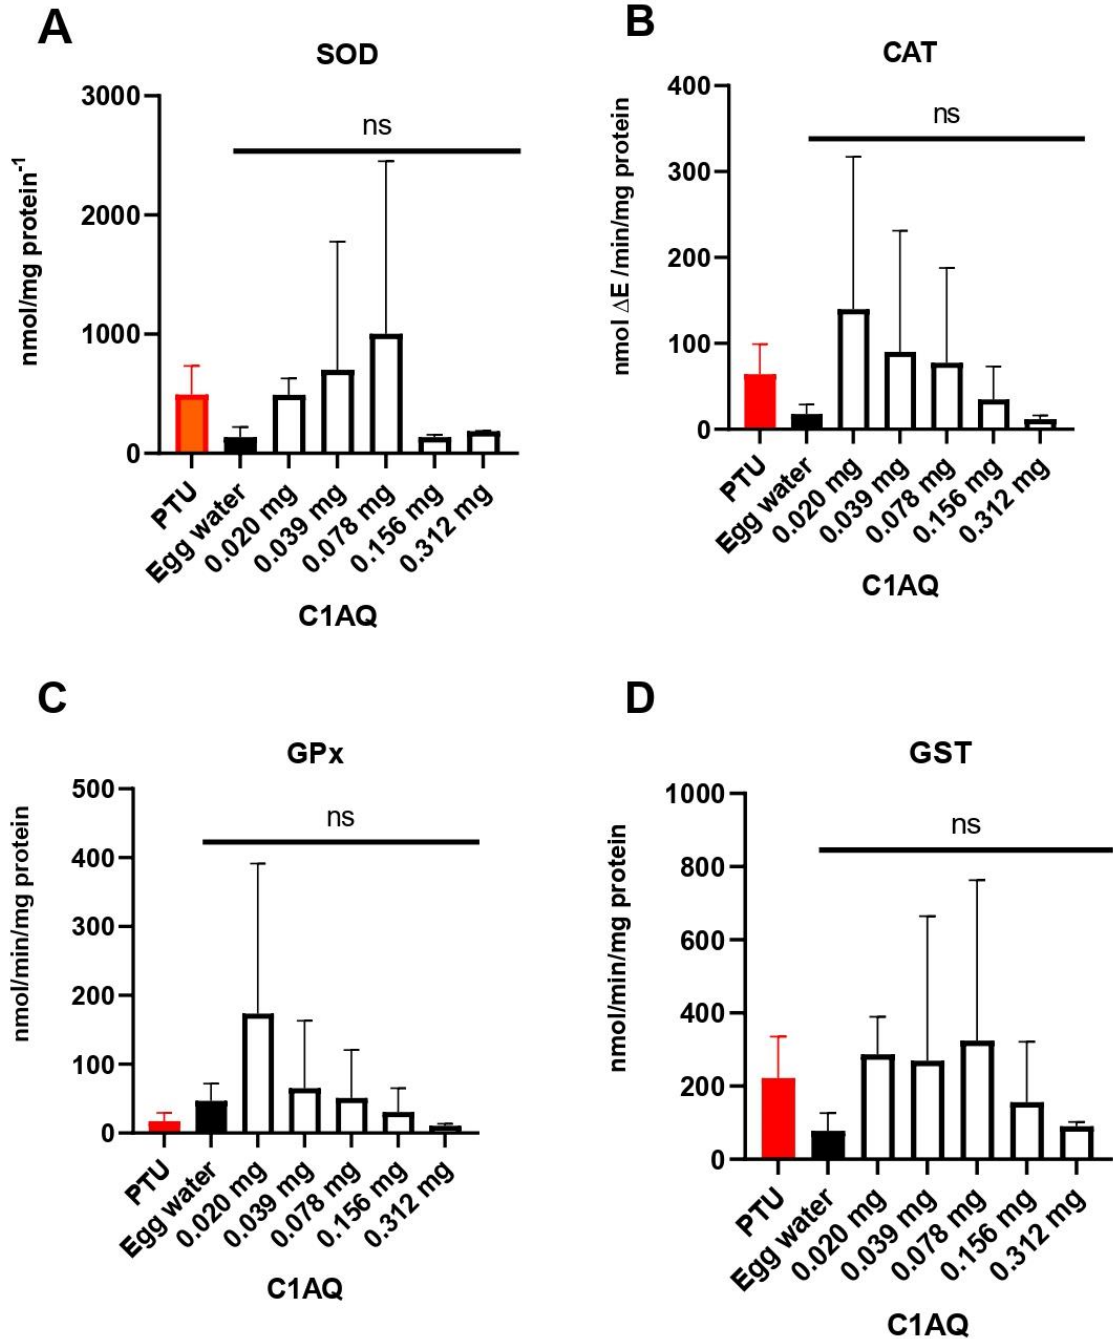 A
SOD
3000
2000
1000
0
nmol/mg protein-1
ns
PTU
Egg water
0.020 mg
0.039 mg
0.078 mg
0.156 mg
0.312 mg
C1AQ
B
CAT
400
300
200
100
0
nmol ΔE /min/mg protein
ns
PTU
Egg water
0.020 mg
0.039 mg
0.078 mg
0.156 mg
0.312 mg
C1AQ
C
GPx
500
400
300
200
100
0
nmol/min/mg protein
ns
PTU
Egg water
0.020 mg
0.039 mg
0.078 mg
0.156 mg
0.312 mg
C1AQ
D
GST
1000
800
600
400
200
0
nmol/min/mg protein
ns
PTU
Egg water
0.020 mg
0.039 mg
0.078 mg
0.156 mg
0.312 mg
C1AQ